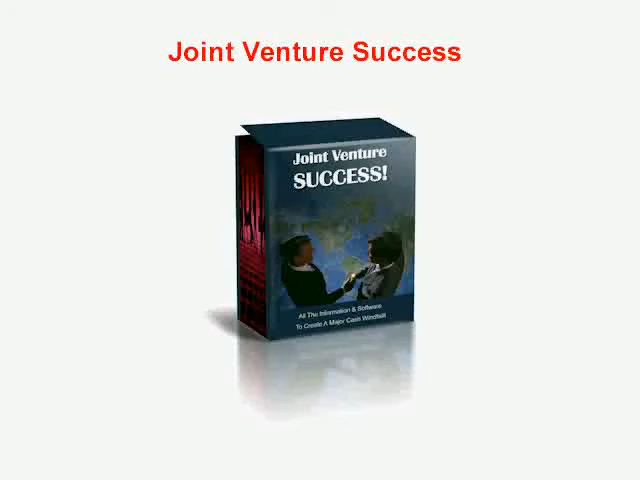 Joint Venture Success
Joint Venture
SUCCESS!
All The Information & Software
To Create A Major Cash Windfall